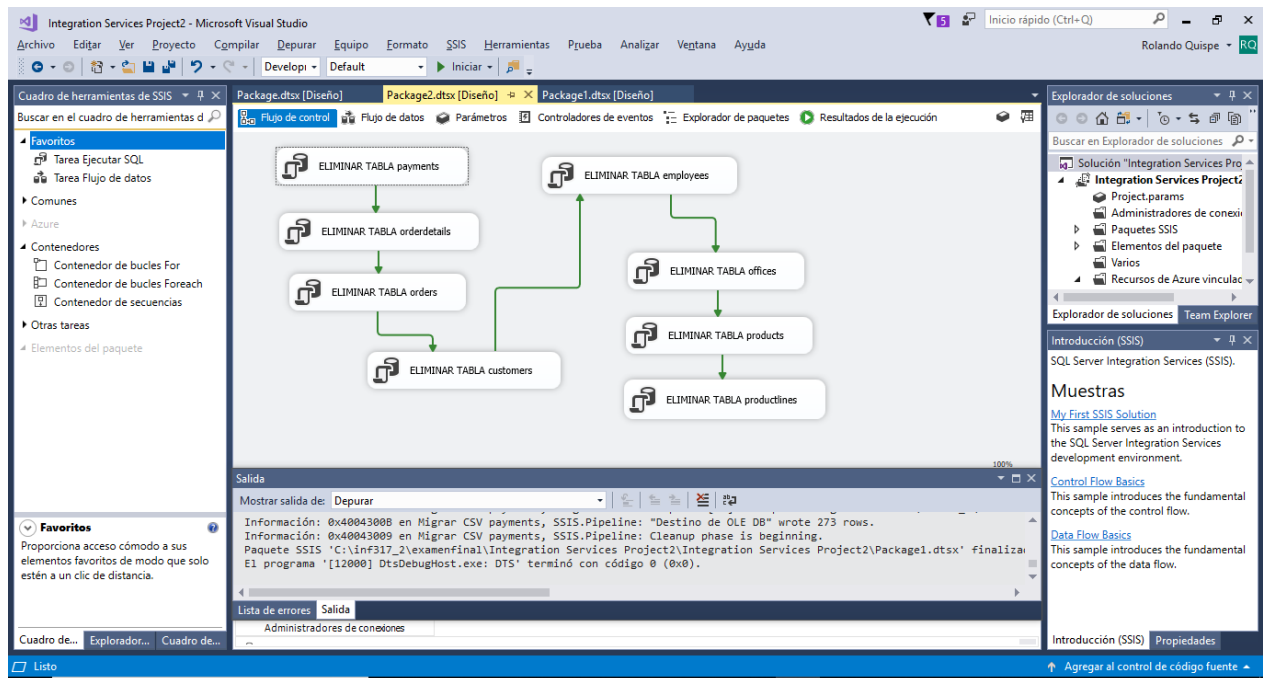 Integration Services Project2 - Microsoft Visual Studio
5
Inicio rápido (Ctrl+Q)
Archivo Editar Ver Proyecto Compilar Depurar Equipo Formato SSIS Herramientas Prueba Analizar Ventana Ayuda
Rolando Quispe RQ
Developı Default Iniciar
Cuadro de herramientas de SSIS
Buscar en el cuadro de herramientas d
Favoritos
Tarea Ejecutar SQL
Tarea Flujo de datos
Comunes
Azure
Contenedores
Contenedor de bucles For
Contenedor de bucles Foreach
Contenedor de secuencias
Otras tareas
Elementos del paquete
Favoritos
Proporciona acceso cómodo a sus
elementos favoritos de modo que solo
estén a un clic de distancia.
Cuadro de... Explorador... Cuadro de...
Package.dtsx [Diseño] Package2.dtsx [Diseño] Package1.dtsx [Diseño]
Flujo de control Flujo de datos Parámetros Controladores de eventos Explorador de paquetes Resultados de la ejecución
ELIMINAR TABLA payments
ELIMINAR TABLA orderdetails
ELIMINAR TABLA orders
ELIMINAR TABLA customers
ELIMINAR TABLA employees
ELIMINAR TABLA offices
ELIMINAR TABLA products
ELIMINAR TABLA productlines
100%
Salida
Mostrar salida de: Depurar
Información: 0x4004300B en Migrar CSV payments, SSIS.Pipeline: "Destino de OLE DB" wrote 273 rows.
Información: 0x40043009 en Migrar CSV payments, SSIS.Pipeline: Cleanup phase is beginning.
Paquete SSIS 'C:\inf317_2\examenfinal\Integration Services Project2\Integration Services Project2\Package1.dtsx' finaliza
El programa '[12000] DtsDebugHost.exe: DTS' terminó con código 0 (0x0).
Lista de errores Salida
Administradores de conexiones
Explorador de soluciones
Buscar en Explorador de soluciones
Solución "Integration Services Pro
Integration Services Project2
Project.params
Administradores de conexi
Paquetes SSIS
Elementos del paquete
Varios
Recursos de Azure vinculac
Explorador de soluciones Team Explorer
Introducción (SSIS)
SQL Server Integration Services (SSIS).
Muestras
My First SSIS Solution
This sample serves as an introduction to
the SQL Server Integration Services
development environment.
Control Flow Basics
This sample introduces the fundamental
concepts of the control flow.
Data Flow Basics
This sample introduces the fundamental
concepts of the data flow.
Introducción (SSIS) Propiedades
Listo
Agregar al control de código fuente